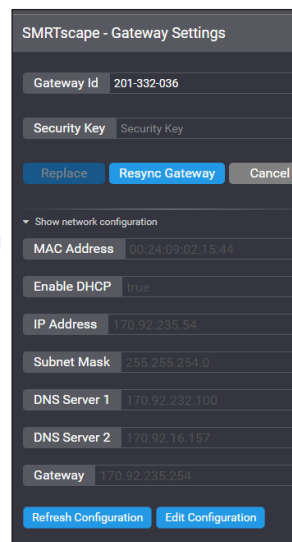 SMRTscape - Gateway Settings
Gateway Id 201-332-036
Security Key Security Key
Replace Resync Gateway Cancel
Show network configuration
MAC Address 00:24:09:02:15:44
Enable DHCP true
IP Address 170.92.235.54
Subnet Mask 255.255.254.0
DNS Server 1 170.92.232.100
DNS Server 2 170.92.16.157
Gateway 170.92.235.254
Refresh Configuration Edit Configuration